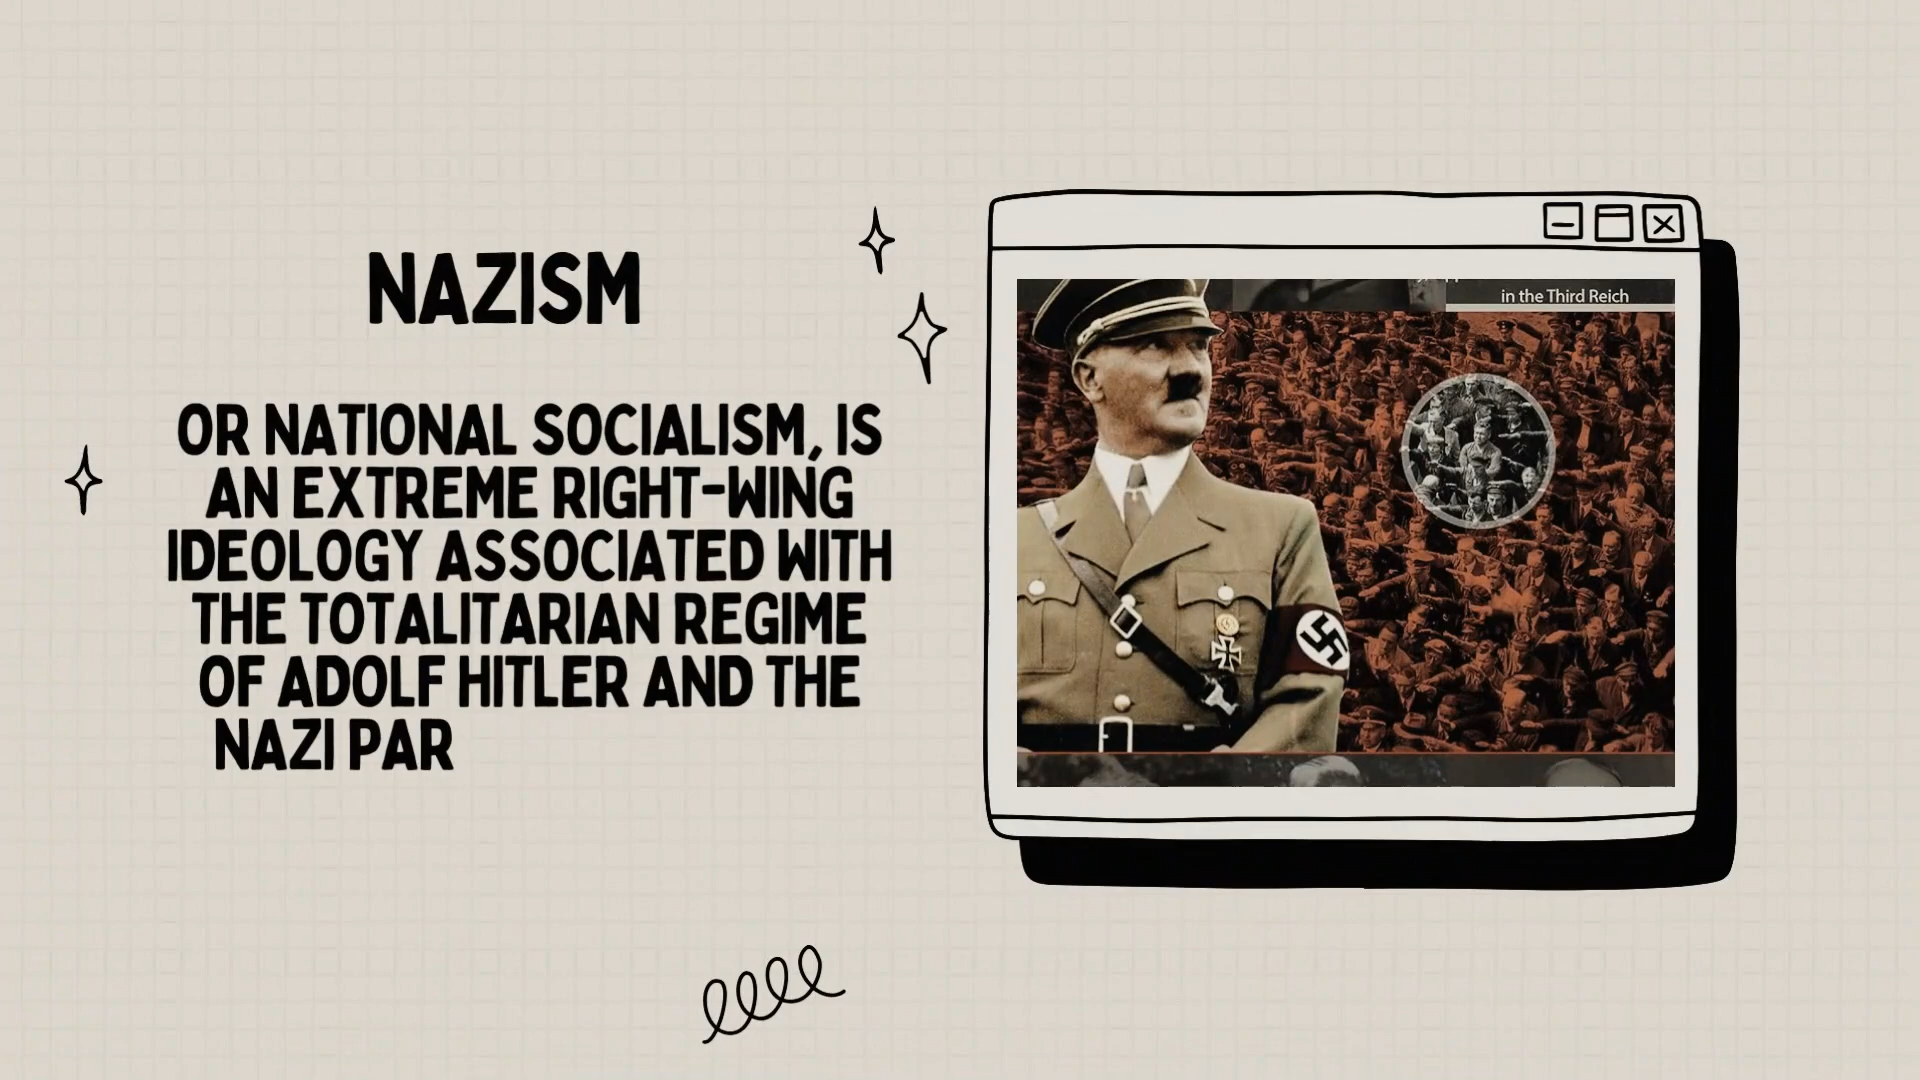 NAZISM
OR NATIONAL SOCIALISM, IS
AN EXTREME RIGHT-WING
IDEOLOGY ASSOCIATED WITH
THE TOTALITARIAN REGIME
OF ADOLF HITLER AND THE
NAZI PAR
in the Third Reich